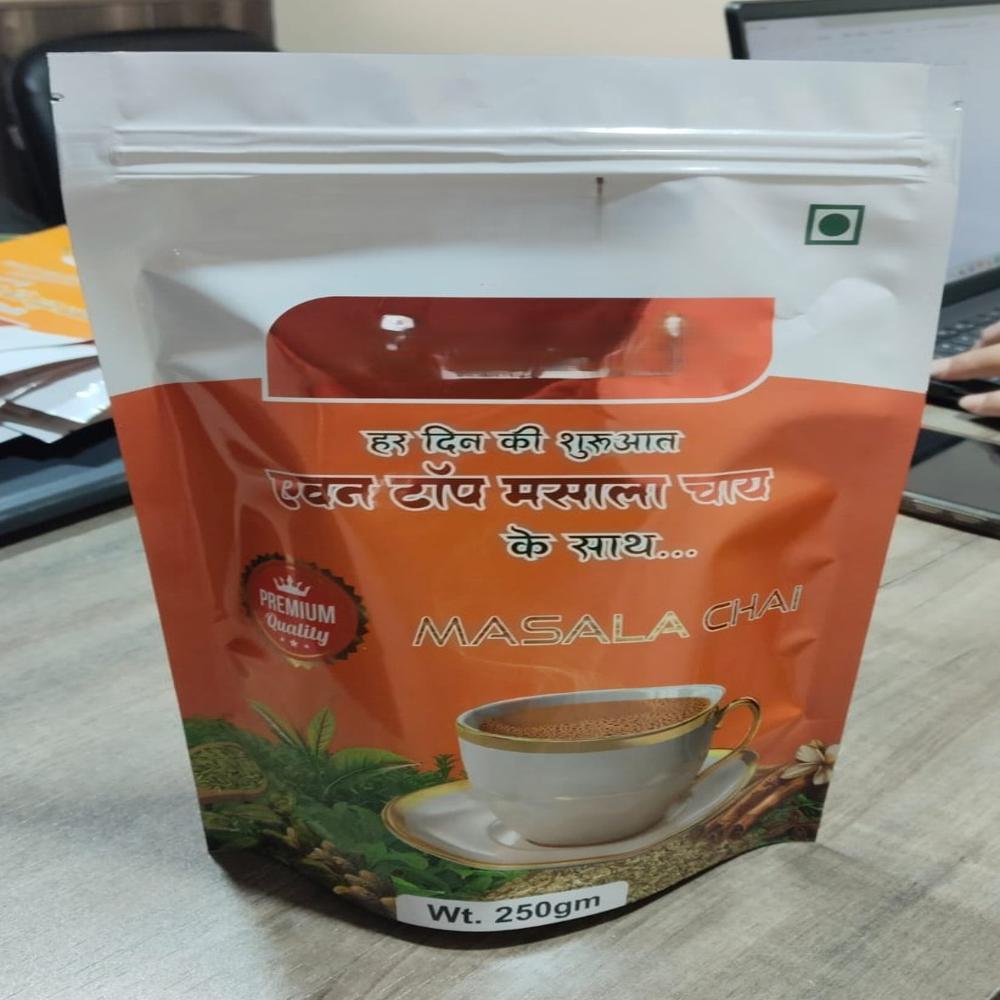 हर दिन की शुरूआत
एवन टॉप मसाला चाय
के साथ...
PREMIUM
Quality
MASALA CHAI
Wt. 250gm